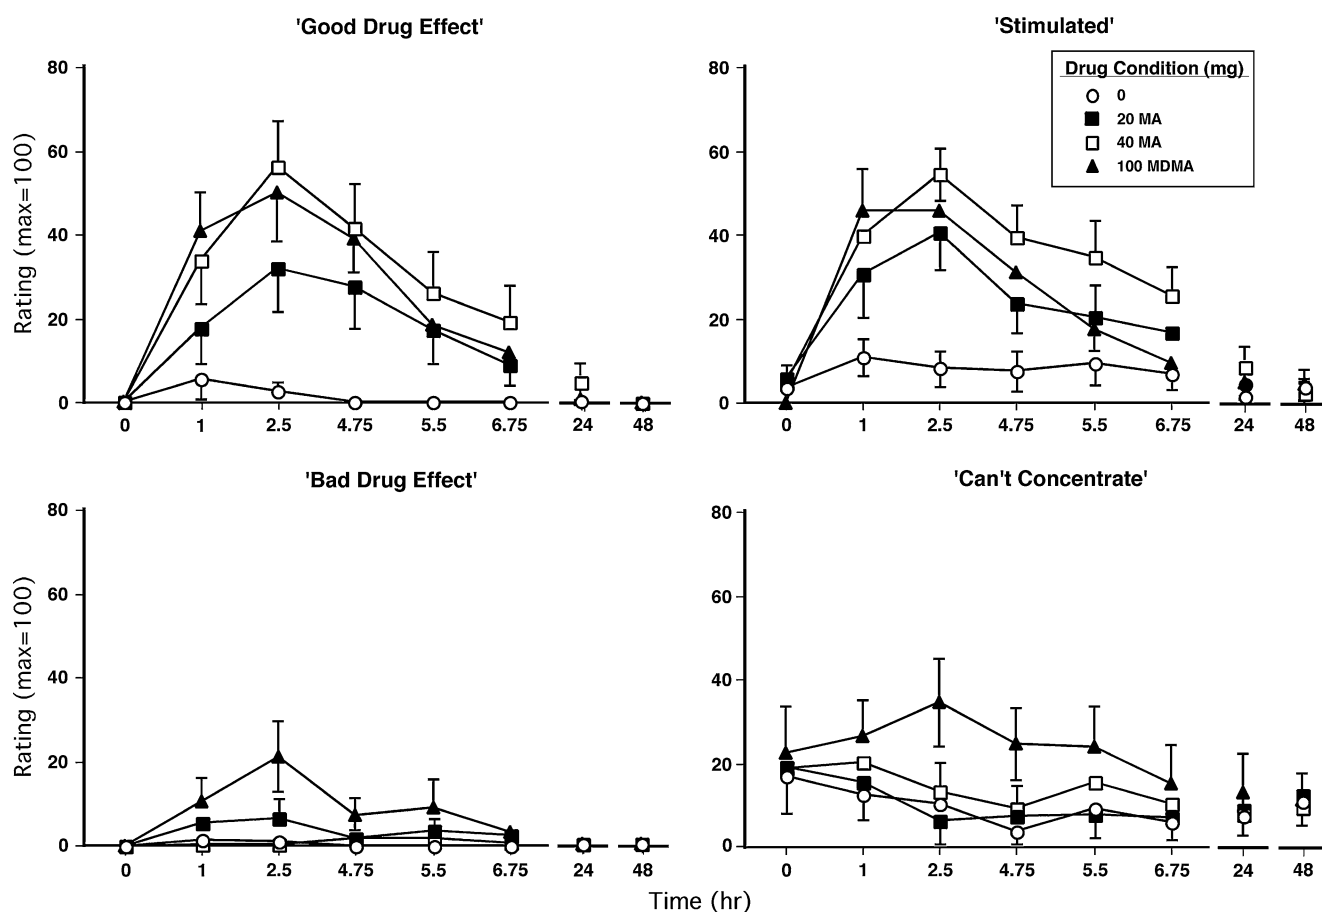 'Good Drug Effect'
80
60
40
20
0
0 1 2.5 4.75 5.5 6.75 24 48
Rating (max=100)
'Stimulated'
Drug Condition (mg)
0
20 MA
40 MA
100 MDMA
80
60
40
20
0
0 1 2.5 4.75 5.5 6.75 24 48
'Bad Drug Effect'
80
60
40
20
0
0 1 2.5 4.75 5.5 6.75 24 48
Rating (max=100)
'Can't Concentrate'
80
60
40
20
0
0 1 2.5 4.75 5.5 6.75 24 48
Time (hr)